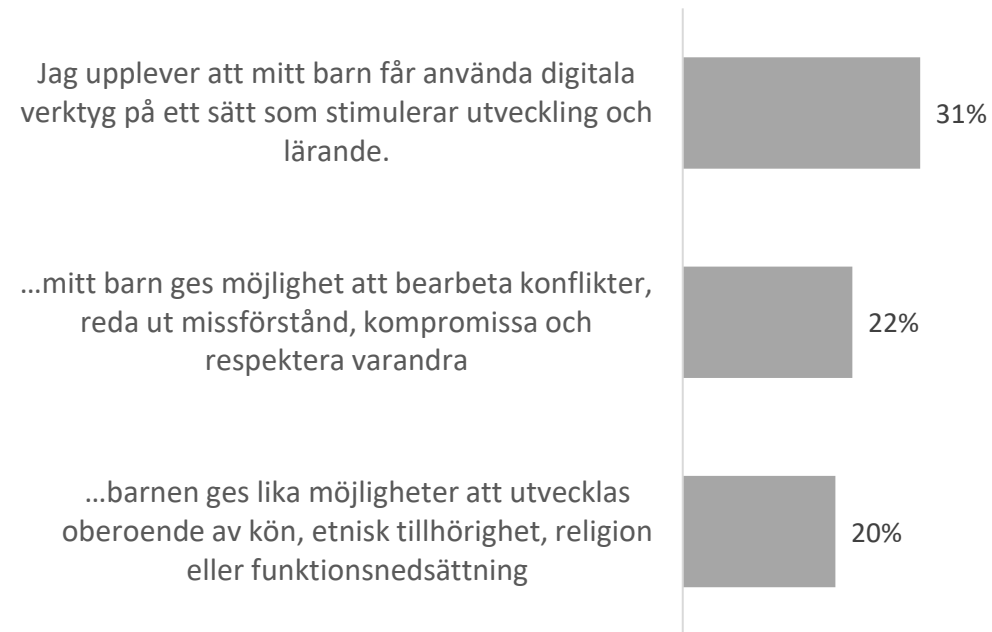 Jag upplever att mitt barn får använda digitala
verktyg på ett sätt som stimulerar utveckling och
lärande.
31%
…mitt barn ges möjlighet att bearbeta konflikter,
reda ut missförstånd, kompromissa och
respektera varandra
22%
…barnen ges lika möjligheter att utvecklas
oberoende av kön, etnisk tillhörighet, religion
eller funktionsnedsättning
20%